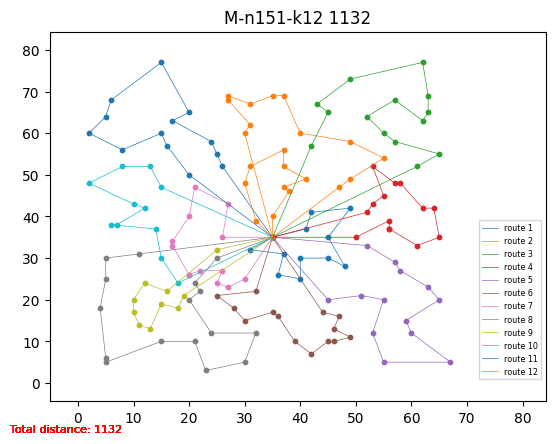 M-n151-k12 1132
80
70
60
50
40
30
20
10
0
route 1
route 2
route 3
route 4
route 5
route 6
route 7
route 8
route 9
route 10
route 11
route 12
0 10 20 30 40 50 60 70 80
Total distance: 1132